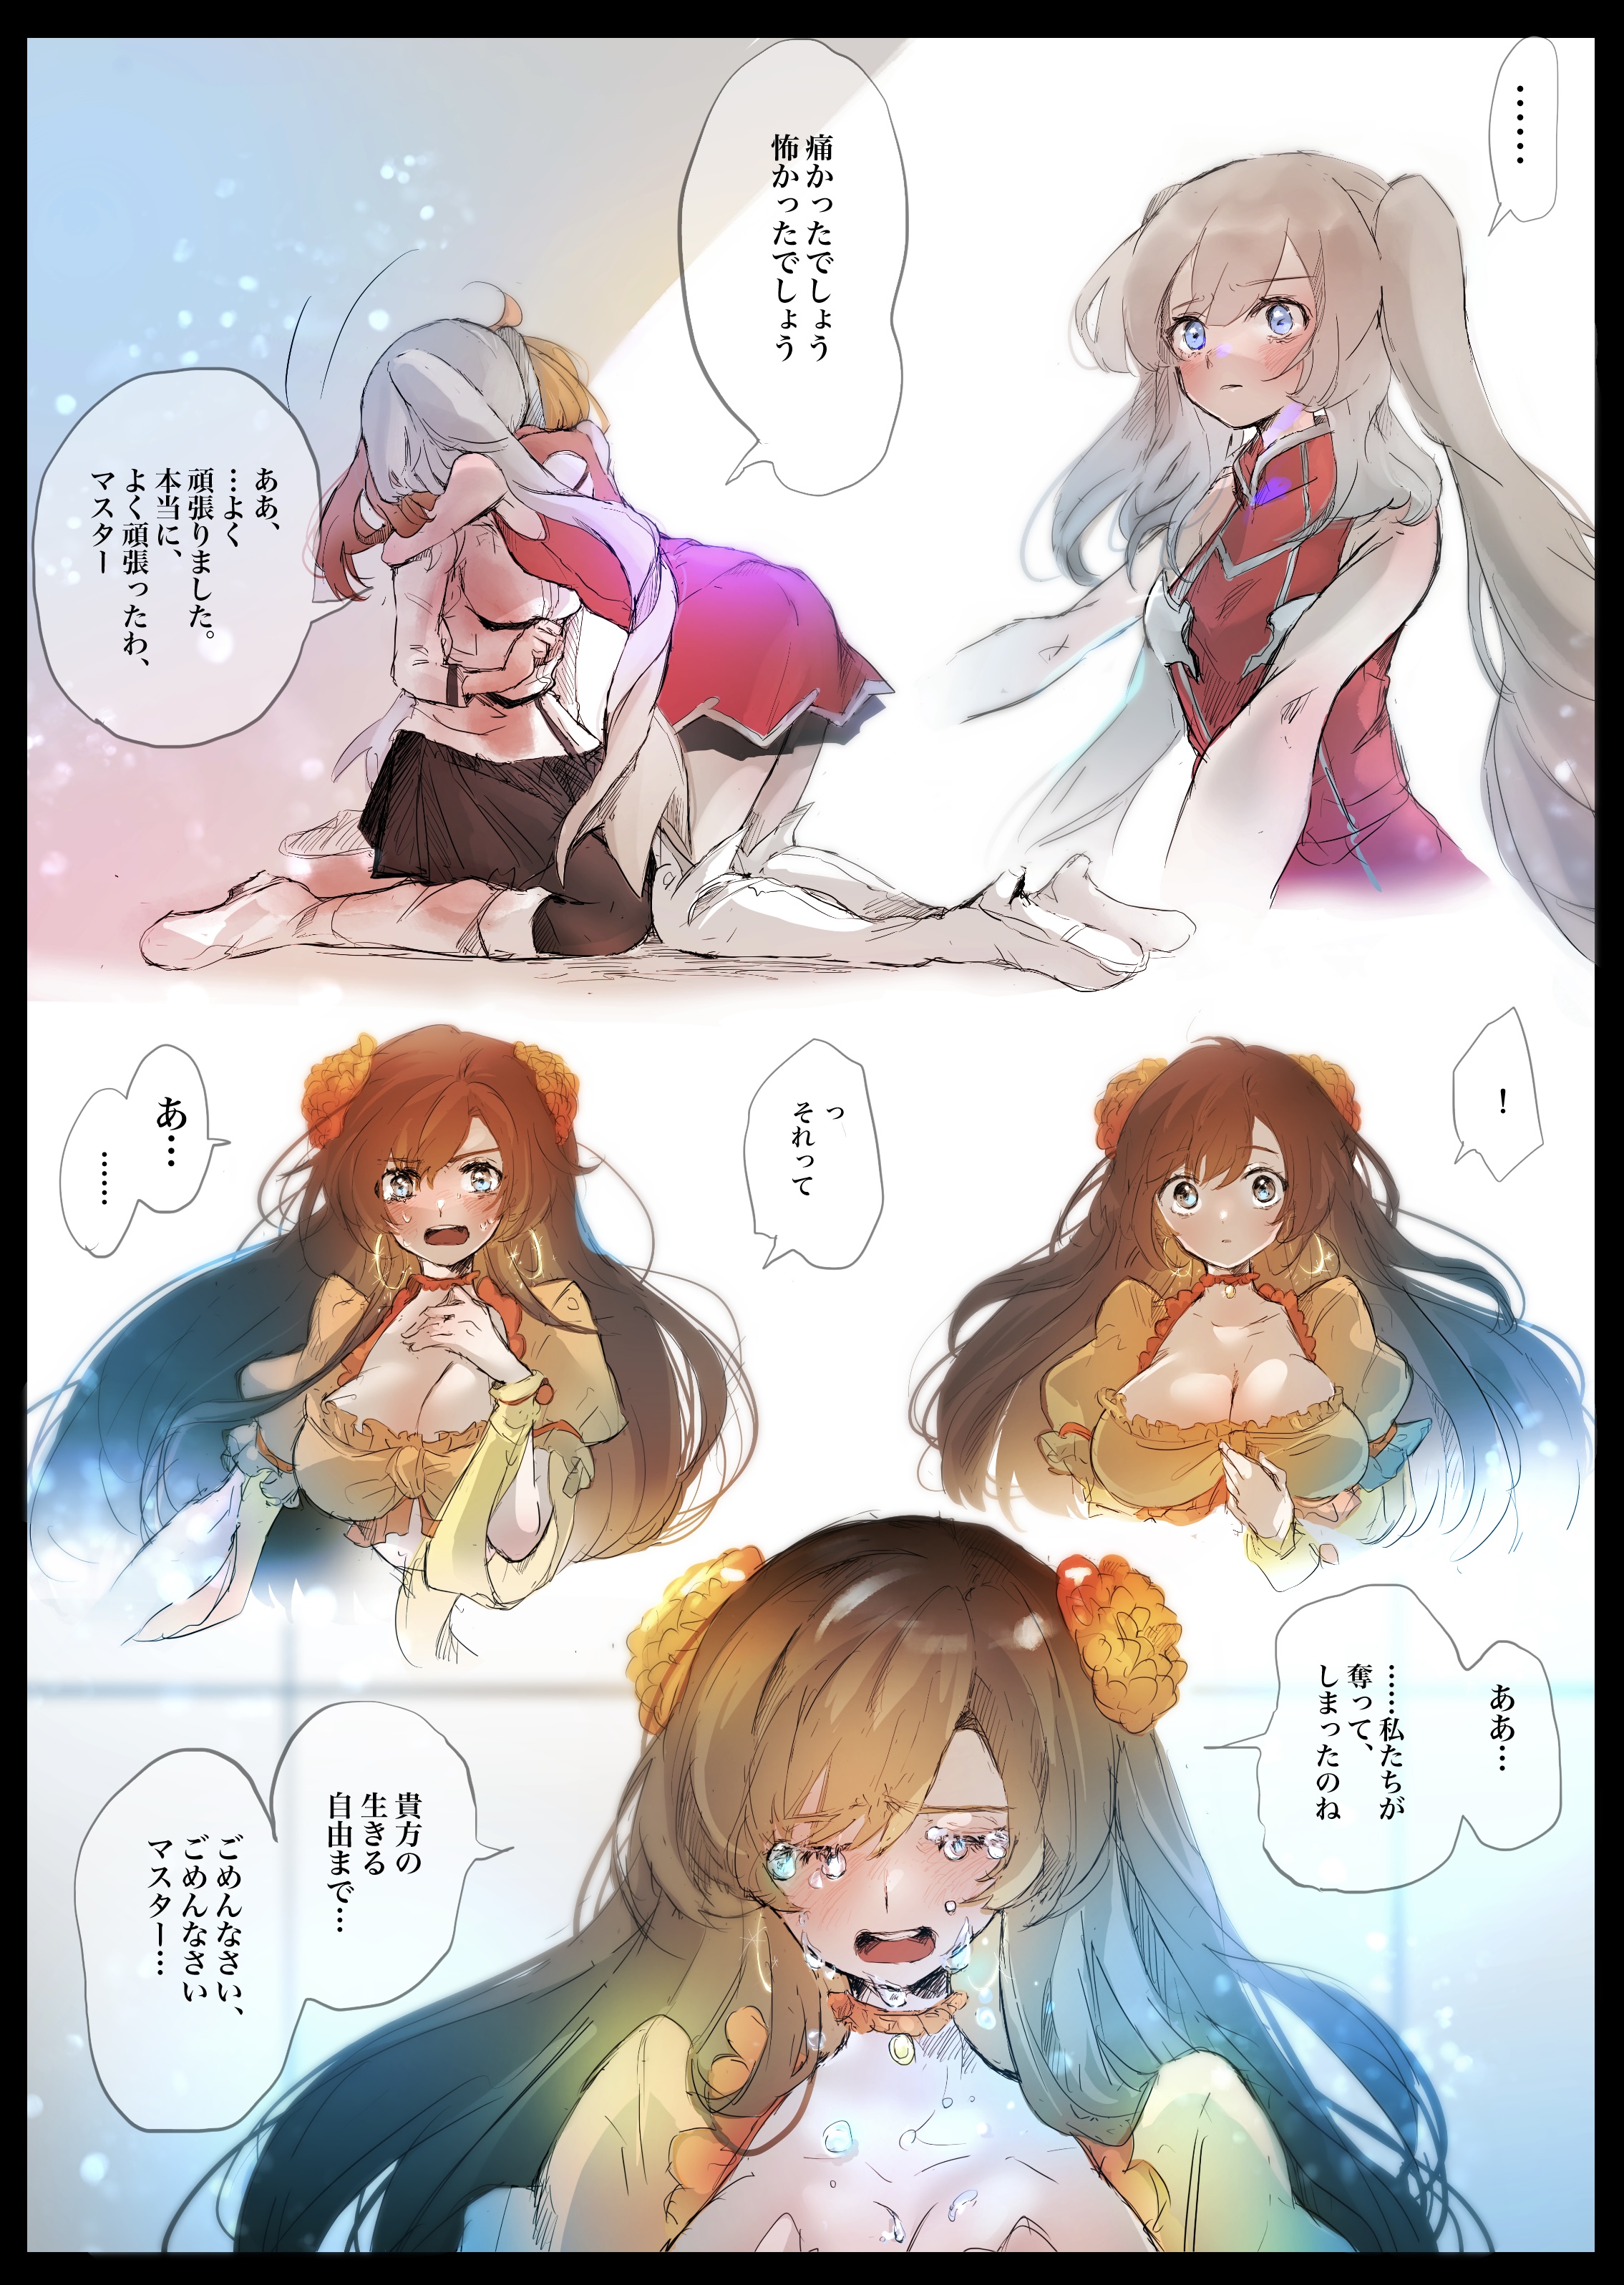 ……
痛かったでしょう
怖かったでしょう
ああ、
…よく
頑張りました。
本当に、
よく頑張ったわ、
マスター
！
っ
それって
あ…
……
ああ…
……私たちが
奪って、
しまったのね
貴方の
生きる
自由まで…
ごめんなさい、
ごめんなさい
マスター…